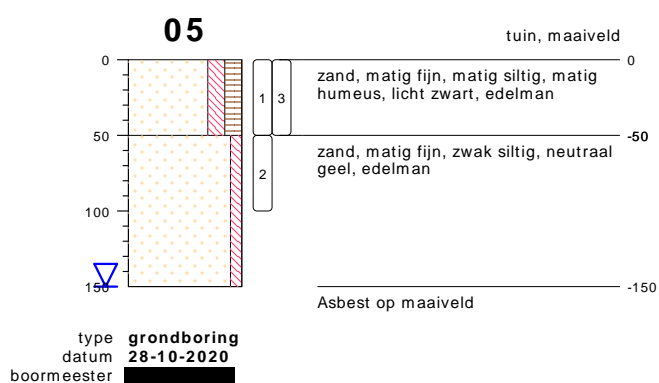 05
tuin, maaiveld
0
0
zand, matig fijn, matig siltig, matig
humeus, licht zwart, edelman
1
3
50
-50
zand, matig fijn, zwak siltig, neutraal
geel, edelman
2
100
150
-150
Asbest op maaiveld
type grondboring
datum 28-10-2020
boormeester